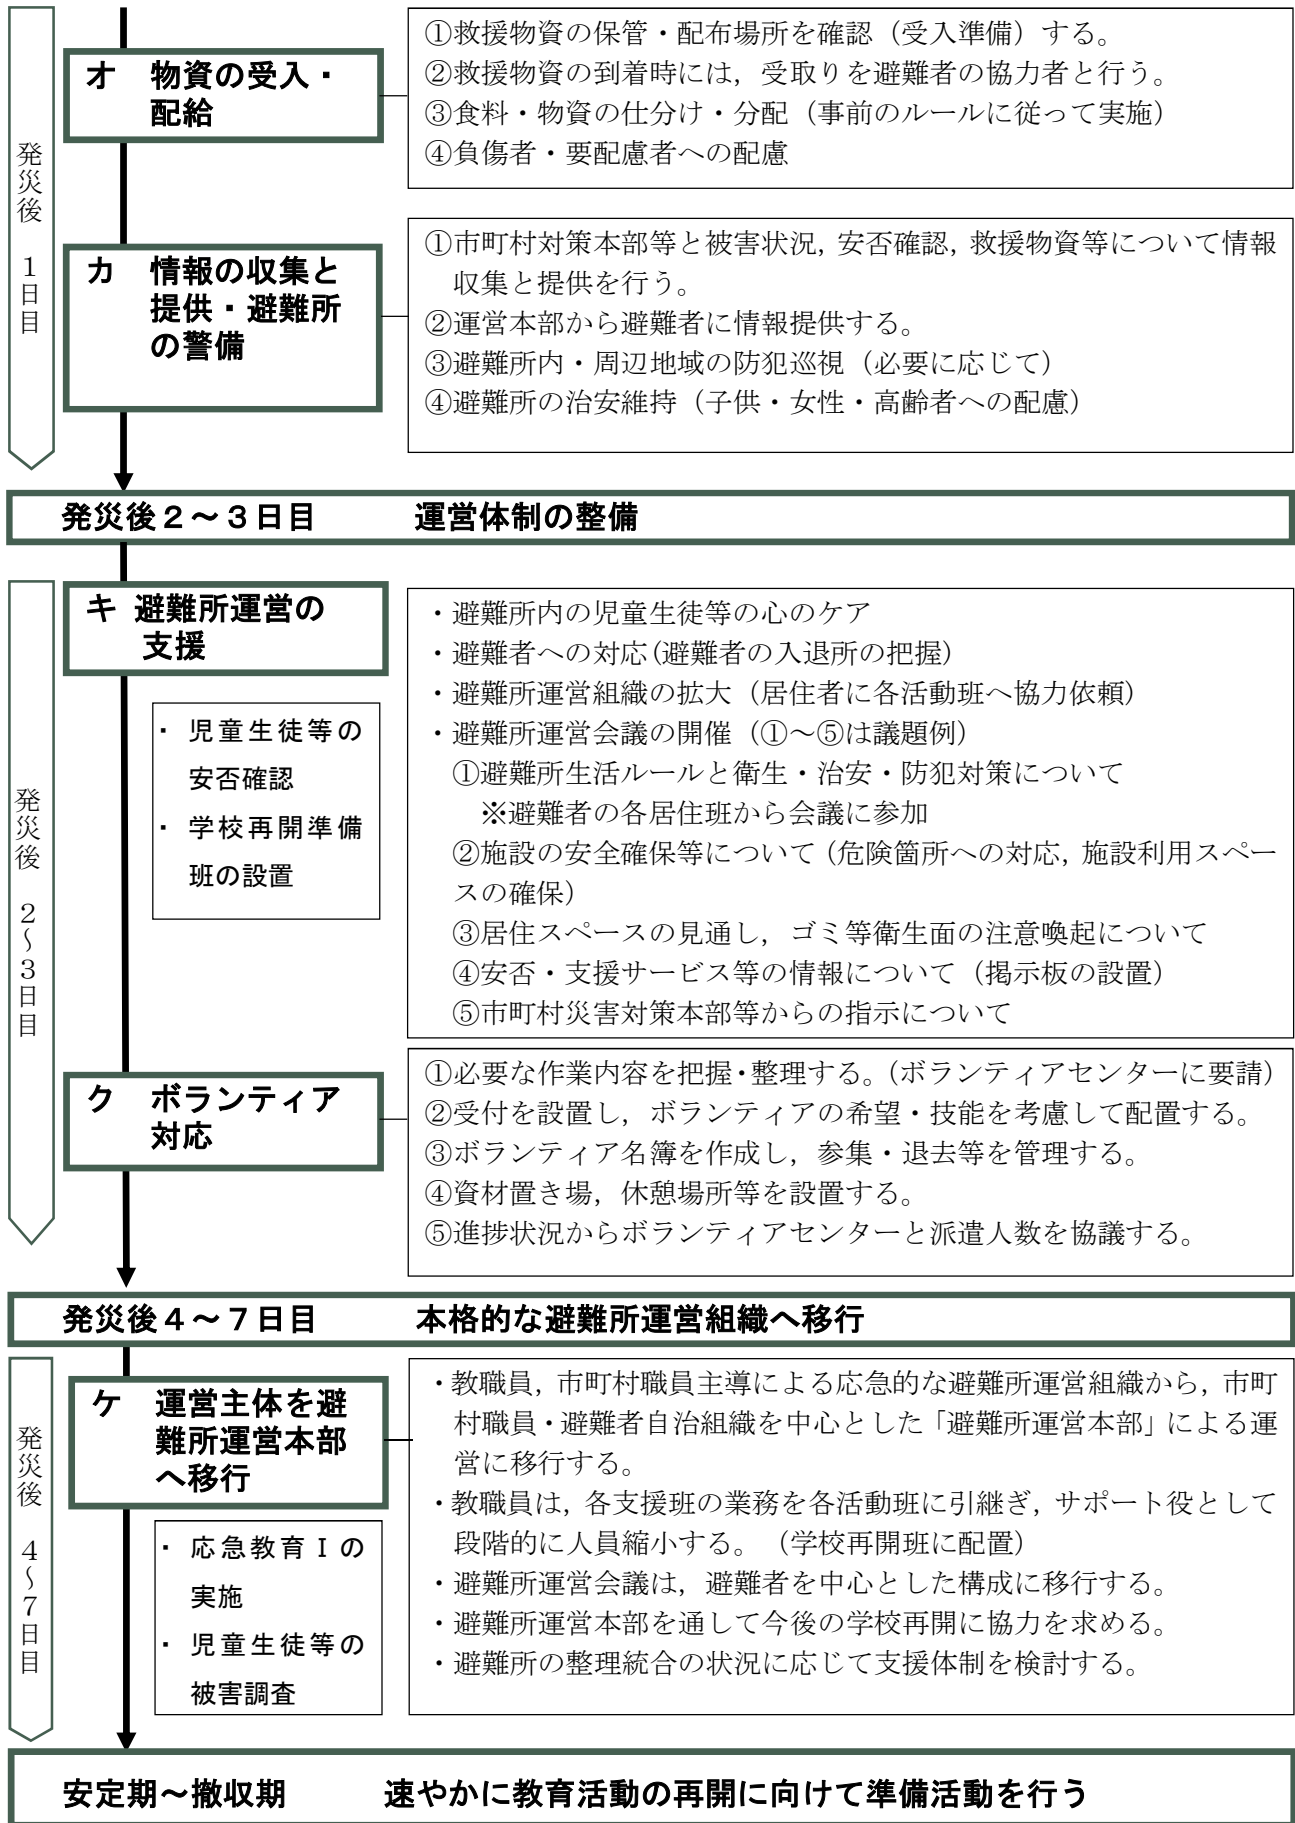 発災後 1日目
オ 物資の受入・
配給
①救援物資の保管・配布場所を確認（受入準備）する。
②救援物資の到着時には，受取りを避難者の協力者と行う。
③食料・物資の仕分け・分配（事前のルールに従って実施）
④負傷者・要配慮者への配慮
カ 情報の収集と
提供・避難所
の警備
①市町村対策本部等と被害状況，安否確認，救援物資等について情報
収集と提供を行う。
②運営本部から避難者に情報提供する。
③避難所内・周辺地域の防犯巡視（必要に応じて）
④避難所の治安維持（子供・女性・高齢者への配慮）
発災後２～３日目 運営体制の整備
発災後 2～3日目
キ 避難所運営の
支援
・児童生徒等の
安否確認
・学校再開準備
班の設置
・避難所内の児童生徒等の心のケア
・避難者への対応（避難者の入退所の把握）
・避難所運営組織の拡大（居住者に各活動班へ協力依頼）
・避難所運営会議の開催（①～⑤は議題例）
①避難所生活ルールと衛生・治安・防犯対策について
※避難者の各居住班から会議に参加
②施設の安全確保等について（危険箇所への対応，施設利用スペー
スの確保）
③居住スペースの見通し，ゴミ等衛生面の注意喚起について
④安否・支援サービス等の情報について（掲示板の設置）
⑤市町村災害対策本部等からの指示について
ク ボランティア
対応
①必要な作業内容を把握・整理する。（ボランティアセンターに要請）
②受付を設置し，ボランティアの希望・技能を考慮して配置する。
③ボランティア名簿を作成し，参集・退去等を管理する。
④資材置き場，休憩場所等を設置する。
⑤進捗状況からボランティアセンターと派遣人数を協議する。
発災後４～７日目 本格的な避難所運営組織へ移行
発災後 4～7日目
ケ 運営主体を避
難所運営本部
へ移行
・応急教育Ⅰの
実施
・児童生徒等の
被害調査
・教職員，市町村職員主導による応急的な避難所運営組織から，市町
村職員・避難者自治組織を中心とした「避難所運営本部」による運
営に移行する。
・教職員は，各支援班の業務を各活動班に引継ぎ，サポート役として
段階的に人員縮小する。（学校再開班に配置）
・避難所運営会議は，避難者を中心とした構成に移行する。
・避難所運営本部を通して今後の学校再開に協力を求める。
・避難所の整理統合の状況に応じて支援体制を検討する。
安定期～撤収期 速やかに教育活動の再開に向けて準備活動を行う